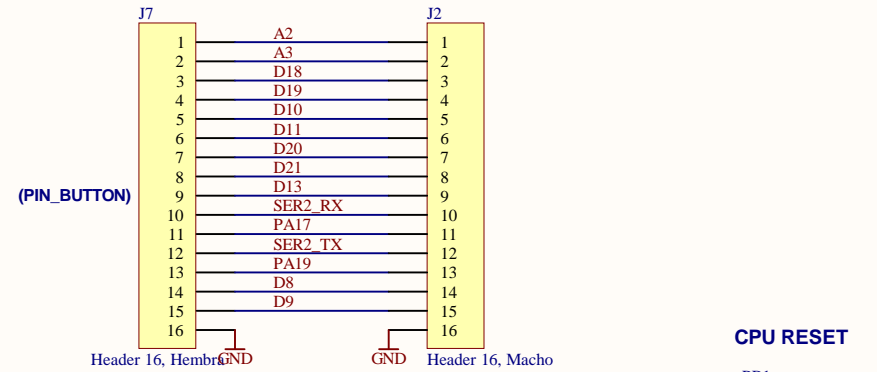 J7 J2
1 A2 1
2 A3 2
3 D18 3
4 D19 4
5 D10 5
6 D11 6
7 D20 7
8 D21 8
(PIN_BUTTON) 9 D13 9
10 SER2_RX 10
11 PA17 11
12 SER2_TX 12
13 PA19 13
14 D8 14
15 D9 15
16 16
CPU RESET
Header 16, Hembra GND GND Header 16, Macho